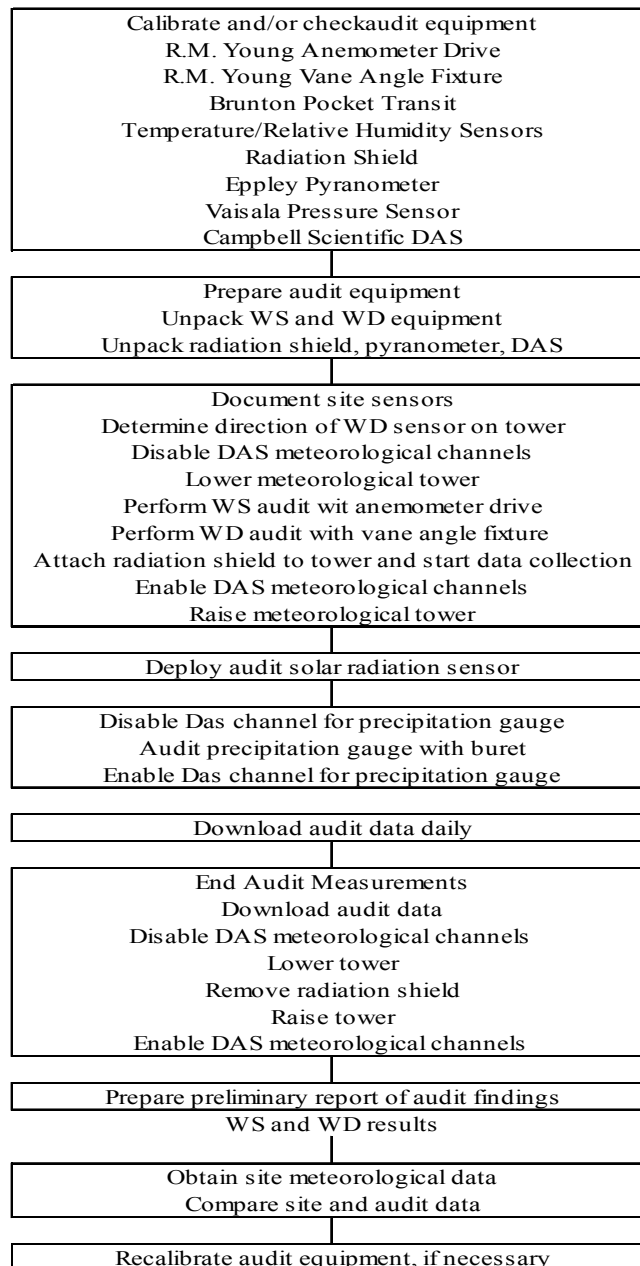 Calibrate and/or checkaudit equipment
R.M. Young Anemometer Drive
R.M. Young Vane Angle Fixture
Brunton Pocket Transit
Temperature/Relative Humidity Sensors
Radiation Shield
Eppley Pyranometer
Vaisala Pressure Sensor
Campbell Scientific DAS
Prepare audit equipment
Unpack WS and WD equipment
Unpack radiation shield, pyranometer, DAS
Document site sensors
Determine direction of WD sensor on tower
Disable DAS meteorological channels
Lower meteorological tower
Perform WS audit wit anemometer drive
Perform WD audit with vane angle fixture
Attach radiation shield to tower and start data collection
Enable DAS meteorological channels
Raise meteorological tower
Deploy audit solar radiation sensor
Disable Das channel for precipitation gauge
Audit precipitation gauge with buret
Enable Das channel for precipitation gauge
Download audit data daily
End Audit Measurements
Download audit data
Disable DAS meteorological channels
Lower tower
Remove radiation shield
Raise tower
Enable DAS meteorological channels
Prepare preliminary report of audit findings
WS and WD results
Obtain site meteorological data
Compare site and audit data
Recalibrate audit equipment, if necessary